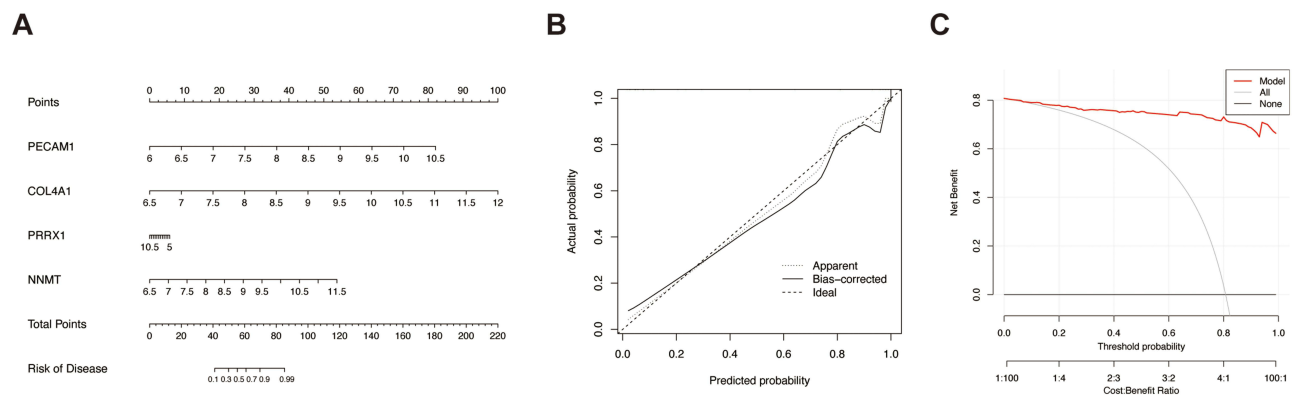 A
Points
0 10 20 30 40 50 60 70 80 90 100
PECAM1
6 6.5 7 7.5 8 8.5 9 9.5 10 10.5
COL4A1
6.5 7 7.5 8 8.5 9 9.5 10 10.5 11 11.5 12
PRRX1
10.5 5
NNMT
6.5 7 7.5 8 8.5 9 9.5 10.5 11.5
Total Points
0 20 40 60 80 100 120 140 160 180 200 220
Risk of Disease
0.1 0.3 0.5 0.7 0.9 0.99
B
Actual probability
1.0
0.8
0.6
0.4
0.2
0.0
Apparent
Bias-corrected
Ideal
0.0 0.2 0.4 0.6 0.8 1.0
Predicted probability
C
Model
All
None
Net Benefit
0.8
0.6
0.4
0.2
0.0
0.0 0.2 0.4 0.6 0.8 1.0
Threshold probability
1:100 1:4 2:3 3:2 4:1 100:1
Cost:Benefit Ratio